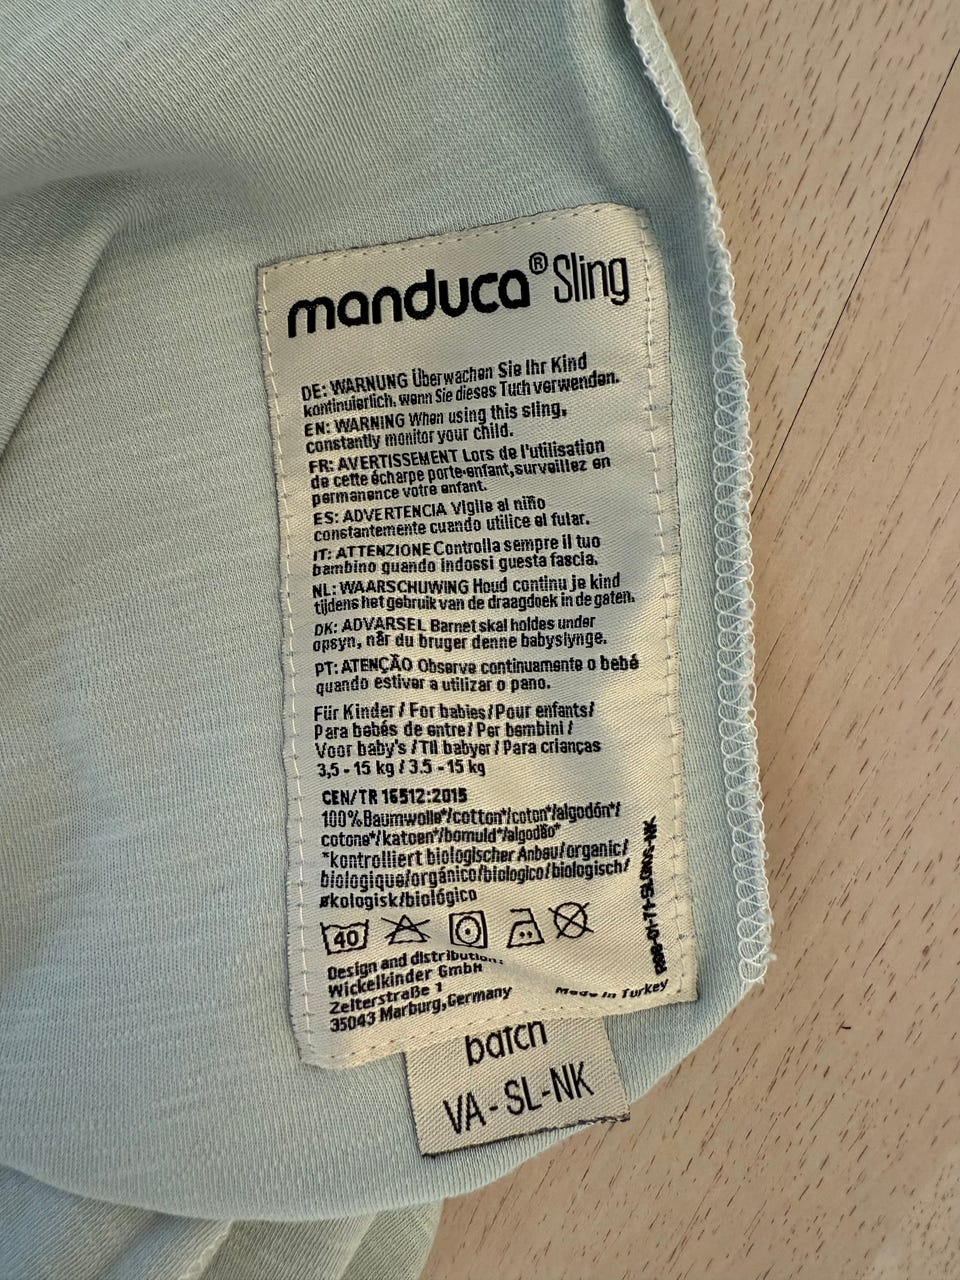 manduca® Sling
DE: WARNUNG Überwachen Sie Ihr Kind
kontinuierlich, wenn Sie dieses Tuch verwenden.
EN: WARNING When using this sling,
constantly monitor your child.
FR: AVERTISSEMENT Lors de l'utilisation
de cette écharpe porte-enfant, surveillez en
permanence votre enfant.
ES: ADVERTENCIA Vigile al niño
constantemente cuando utilice el fular.
IT: ATTENZIONE Controlla sempre il tuo
bambino quando indossi questa fascia.
NL: WAARSCHUWING Houd continu je kind
tijdens het gebruik van de draagdoek in de gaten.
DK: ADVARSEL Barnet skal holdes under
opsyn, når du bruger denne babyslynge.
PT: ATENÇÃO Observe continuamente o bebé
quando estiver a utilizar o pano.
Für Kinder / For babies / Pour enfants /
Para bebés de entre / Per bambini /
Voor baby's / Til babyer / Para crianças
3,5 - 15 kg / 3.5 - 15 kg
CEN/TR 16512:2015
100% Baumwolle*/cotton*/coton*/algodón*/
cotone*/katoen*/bomuld*/algodão*
*kontrolliert biologischer Anbau/organic/
biologique/orgánico/biologico/biologisch/
økologisk/biológico
40
Design and distribution:
Wickelkinder GmbH
Zelterstraße 1
35043 Marburg, Germany
Made in Turkey
batch
VA - SL-NK